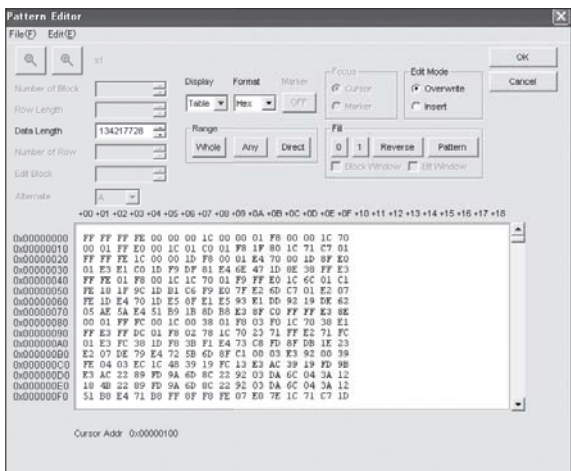 Pattern Editor
File(F) Edit(E)
x1
Number of Block
Row Length
Data Length 134217728
Number of Row
Edit Block
Alternate A
Display Format Marker
Table Hex OFF
Range
Whole Any Direct
Focus
Cursor
Marker
Edit Mode
Overwrite
Insert
Fill
0 1 Reverse Pattern
Block Window Bit Window
OK
Cancel
+00 +01 +02 +03 +04 +05 +06 +07 +08 +09 +0A +0B +0C +0D +0E +0F +10 +11 +12 +13 +14 +15 +16 +17 +18
0x00000000 FF FF FF FE 00 00 00 1C 00 00 01 F8 00 00 1C 70
0x00000010 00 01 FF E0 00 1C 01 C0 01 F8 1F 80 1C 71 C7 01
0x00000020 FF FF FE 1C 00 00 1D F8 00 01 E4 70 00 1D 8F E0
0x00000030 01 E3 E1 C0 1D F9 DF 81 E4 6E 47 1D 8E 38 FF E3
0x00000040 FF FE 01 F8 00 1C 1C 70 01 F9 FF E0 1C 6C 01 C1
0x00000050 FE 18 1F 9C 1D B1 C6 F9 E0 7F E2 6D C7 01 E2 07
0x00000060 FE 1D E4 70 1D E5 8F E1 E5 93 E1 DD 92 19 DE 62
0x00000070 05 AE 5A E4 51 B9 1B 8D B8 E3 8F C0 FF FF E3 8E
0x00000080 00 01 FF FC 00 1C 00 38 01 F8 03 F0 1C 70 38 E1
0x00000090 FF E3 FF DC 01 F8 02 78 1C 70 23 71 FF E2 71 FC
0x000000A0 01 E3 FC 38 1D F8 3B F1 E4 73 C8 FD 8F DB 1E 23
0x000000B0 E2 07 DE 79 E4 72 5B 6D 8F C1 00 03 E3 92 00 39
0x000000C0 FE 04 03 EC 1C 48 39 19 FC 13 E3 AC 39 19 FD 9B
0x000000D0 E3 AC 22 89 FD 9A 6D 8C 22 92 03 DA 6C 04 3A 12
0x000000E0 18 4B 22 89 FD 9A 6D 8C 22 92 03 DA 6C 04 3A 12
0x000000F0 51 B8 E4 71 B8 FF 8F F8 FE 07 E0 7E 1C 71 C7 1D
Cursor Addr 0x00000100